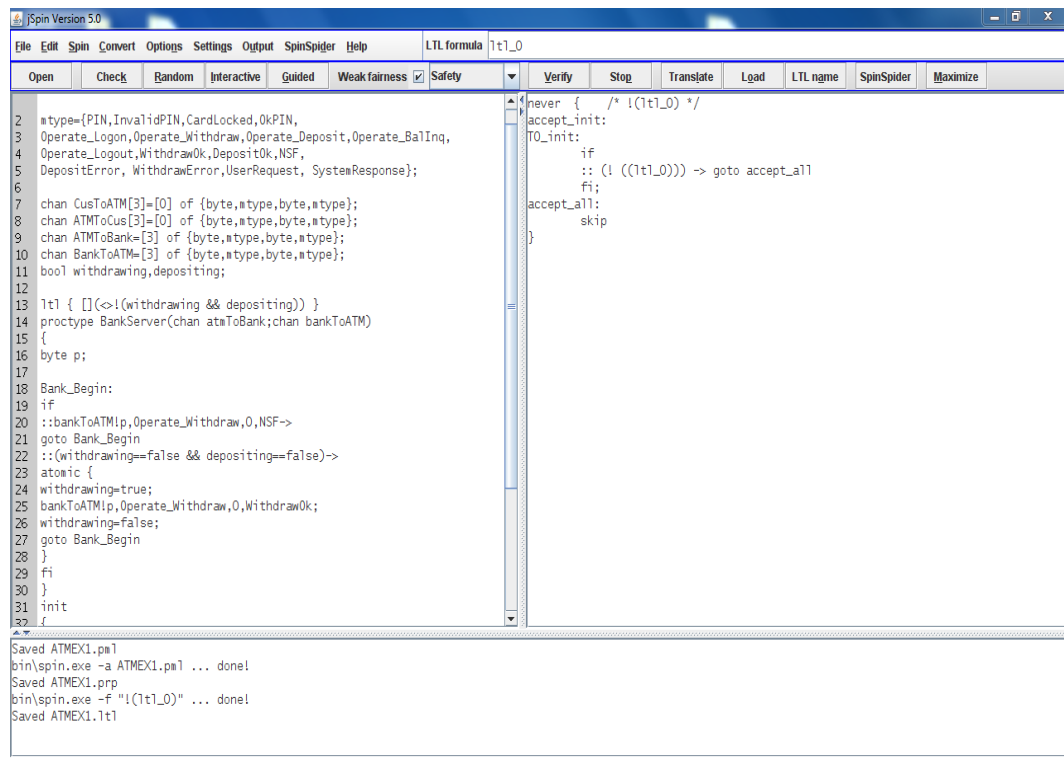 jSpin Version 5.0
File Edit Spin Convert Options Settings Output SpinSpider Help LTL formula ltl_0
Open Check Random Interactive Guided Weak fairness Safety Verify Stop Translate Load LTL name SpinSpider Maximize
2 mtype={PIN,InvalidPIN,CardLocked,OkPIN,
3 Operate_Logon,Operate_Withdraw,Operate_Deposit,Operate_BalInq,
4 Operate_Logout,WithdrawOk,DepositOk,NSF,
5 DepositError, WithdrawError,UserRequest, SystemResponse};
6
7 chan CusToATM[3]=[0] of {byte,mtype,byte,mtype};
8 chan ATMToCus[3]=[0] of {byte,mtype,byte,mtype};
9 chan ATMToBank=[3] of {byte,mtype,byte,mtype};
10 chan BankToATM=[3] of {byte,mtype,byte,mtype};
11 bool withdrawing,depositing;
12
13 ltl { [](<>!(withdrawing && depositing)) }
14 proctype BankServer(chan atmToBank;chan bankToATM)
15 {
16 byte p;
17
18 Bank_Begin:
19 if
20 ::bankToATM!p,Operate_Withdraw,0,NSF->
21 goto Bank_Begin
22 ::(withdrawing==false && depositing==false)->
23 atomic {
24 withdrawing=true;
25 bankToATM!p,Operate_Withdraw,0,WithdrawOk;
26 withdrawing=false;
27 goto Bank_Begin
28 }
29 fi
30 }
31 init
32 {
never { /* !(ltl_0) */
accept_init:
T0_init:
if
:: (! ((ltl_0))) -> goto accept_all
fi;
accept_all:
skip
}
Saved ATMEX1.pml
bin\spin.exe -a ATMEX1.pml ... done!
Saved ATMEX1.prp
bin\spin.exe -f "!(ltl_0)" ... done!
Saved ATMEX1.ltl